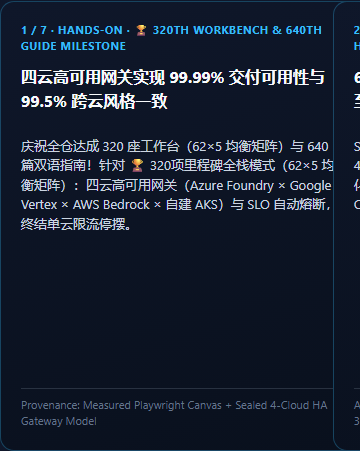 1 / 7 · HANDS-ON · 🏆 320TH WORKBENCH & 640TH
GUIDE MILESTONE
四云高可用网关实现 99.99% 交付可用性与
99.5% 跨云风格一致
庆祝全仓达成 320 座工作台（62×5 均衡矩阵）与 640
篇双语指南！针对 🏆 320项里程碑全栈模式（62×5 均
衡矩阵）：四云高可用网关（Azure Foundry × Google
Vertex × AWS Bedrock × 自建 AKS）与 SLO 自动熔断，
终结单云限流停摆。
Provenance: Measured Playwright Canvas + Sealed 4-Cloud HA
Gateway Model